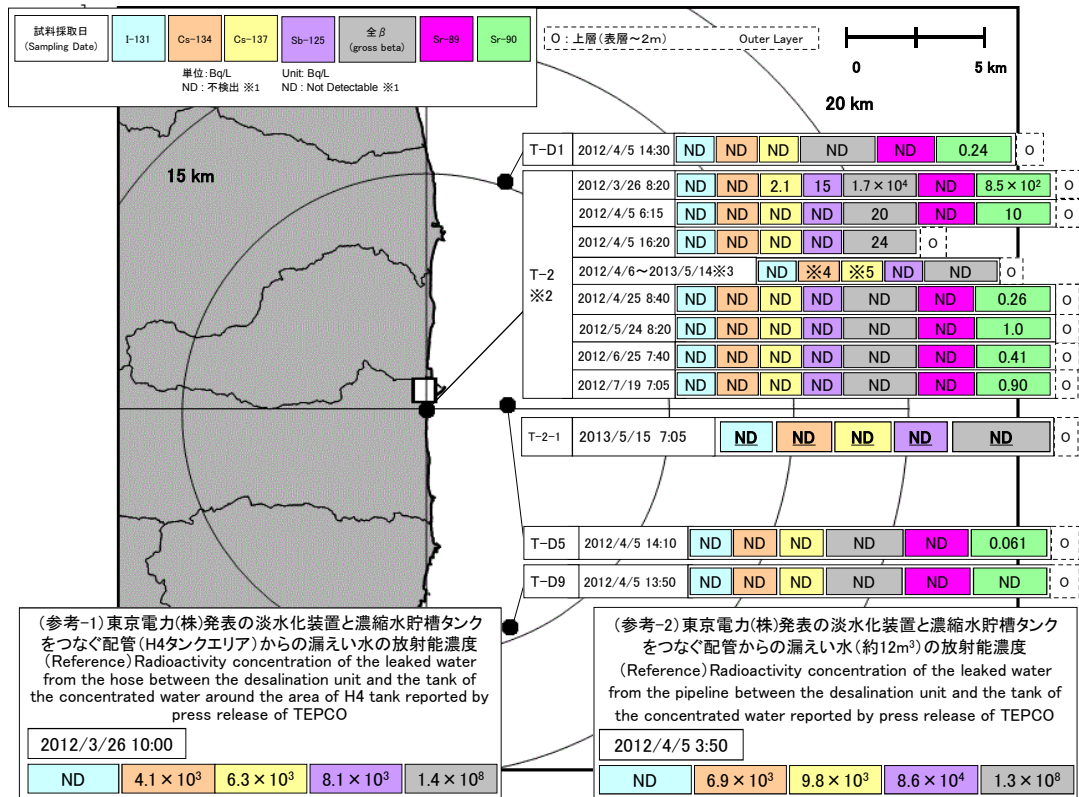 試料採取日
(Sampling Date)
I-131
Cs-134
Cs-137
Sb-125
全β
(gross beta)
Sr-89
Sr-90
単位:Bq/L Unit: Bq/L
ND : 不検出 ※1 ND : Not Detectable ※1
O : 上層(表層～2m) Outer Layer
0 5 km
20 km
15 km
T-D1 2012/4/5 14:30 ND ND ND ND ND 0.24 O
T-2
※2
2012/3/26 8:20 ND ND 2.1 15 1.7×10⁴ ND 8.5×10² O
2012/4/5 6:15 ND ND ND ND 20 ND 10 O
2012/4/5 16:20 ND ND ND ND 24 O
2012/4/6～2013/5/14※3 ND ※4 ※5 ND ND O
2012/4/25 8:40 ND ND ND ND ND ND 0.26 O
2012/5/24 8:20 ND ND ND ND ND ND 1.0 O
2012/6/25 7:40 ND ND ND ND ND ND 0.41 O
2012/7/19 7:05 ND ND ND ND ND ND 0.90 O
T-2-1 2013/5/15 7:05 ND ND ND ND ND O
T-D5 2012/4/5 14:10 ND ND ND ND ND 0.061 O
T-D9 2012/4/5 13:50 ND ND ND ND ND ND O
(参考-1)東京電力(株)発表の淡水化装置と濃縮水貯槽タンク
をつなぐ配管(H4タンクエリア)からの漏えい水の放射能濃度
(Reference)Radioactivity concentration of the leaked water
from the hose between the desalination unit and the tank of
the concentrated water around the area of H4 tank reported by
press release of TEPCO
2012/3/26 10:00
ND 4.1×10³ 6.3×10³ 8.1×10³ 1.4×10⁸
(参考-2)東京電力(株)発表の淡水化装置と濃縮水貯槽タンク
をつなぐ配管からの漏えい水(約12m³)の放射能濃度
(Reference)Radioactivity concentration of the leaked water
from the pipeline between the desalination unit and the tank of
the concentrated water reported by press release of TEPCO
2012/4/5 3:50
ND 6.9×10³ 9.8×10³ 8.6×10⁴ 1.3×10⁸